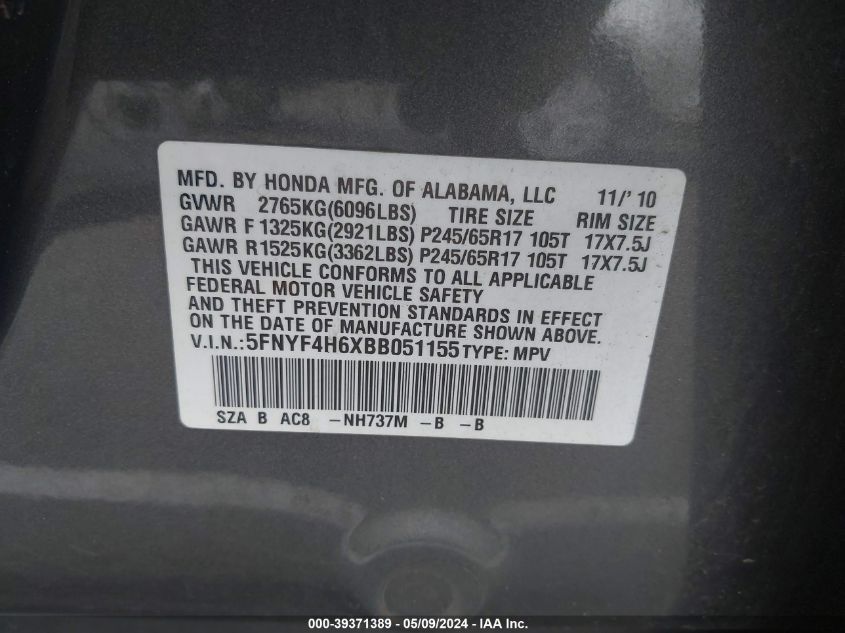 MFD. BY HONDA MFG. OF ALABAMA, LLC 11/'10
GVWR 2765KG(6096LBS) TIRE SIZE RIM SIZE
GAWR F 1325KG(2921LBS) P245/65R17 105T 17X7.5J
GAWR R 1525KG(3362LBS) P245/65R17 105T 17X7.5J
THIS VEHICLE CONFORMS TO ALL APPLICABLE
FEDERAL MOTOR VEHICLE SAFETY
AND THEFT PREVENTION STANDARDS IN EFFECT
ON THE DATE OF MANUFACTURE SHOWN ABOVE.
V.I.N.:5FNYF4H6XBB051155 TYPE: MPV
SZA B AC8 -NH737M -B -B
000-39371389 - 05/09/2024 - IAA Inc.